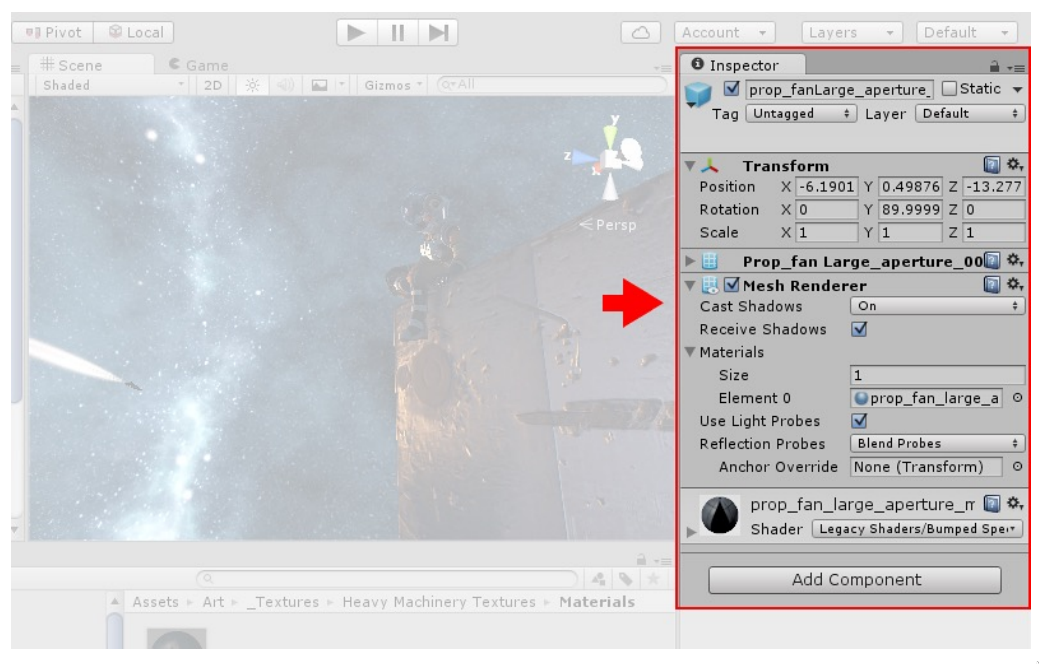 Pivot Local Account Layers Default
Scene Game Inspector
Shaded 2D Gizmos All
prop_fanLarge_aperture_ Static
Tag Untagged Layer Default
y
z
x
Persp
Transform
Position X -6.1901 Y 0.49876 Z -13.277
Rotation X 0 Y 89.9999 Z 0
Scale X 1 Y 1 Z 1
Prop_fan Large_aperture_00
Mesh Renderer
Cast Shadows On
Receive Shadows
Materials
Size 1
Element 0 prop_fan_large_a
Use Light Probes
Reflection Probes Blend Probes
Anchor Override None (Transform)
prop_fan_large_aperture_m
Shader Legacy Shaders/Bumped Spec
Add Component
Assets Art _Textures Heavy Machinery Textures Materials